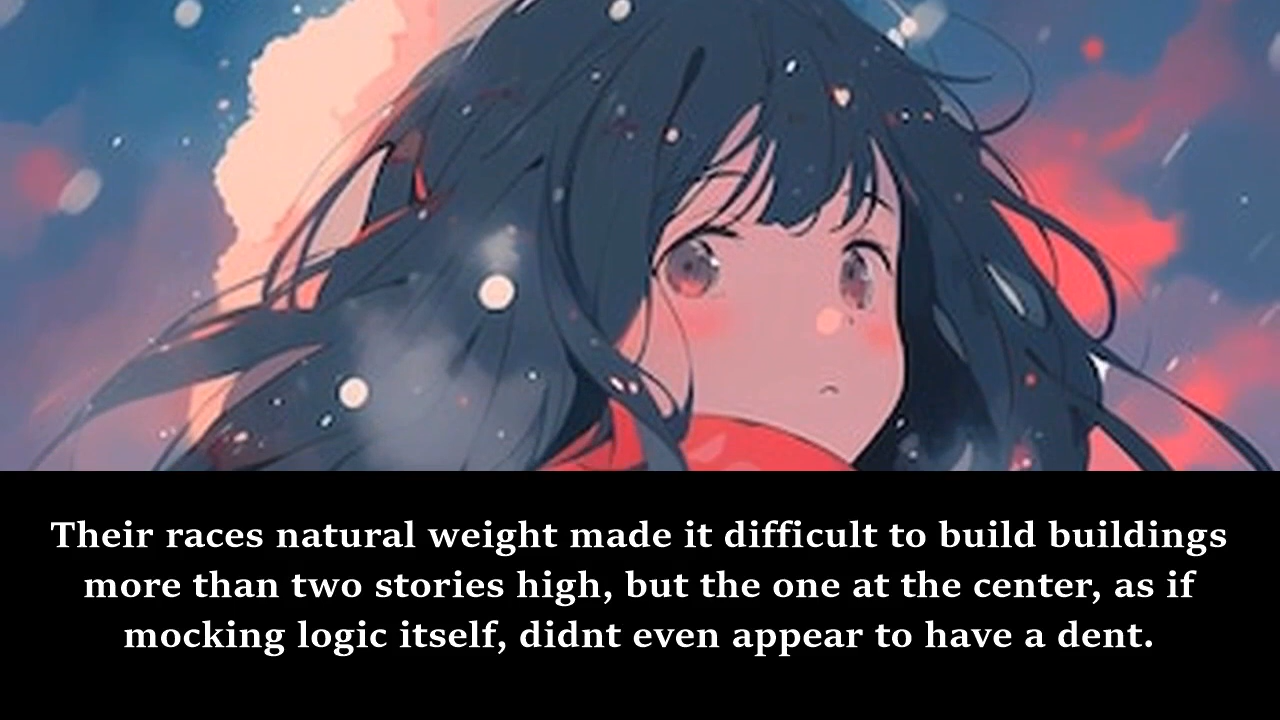 Their races natural weight made it difficult to build buildings
more than two stories high, but the one at the center, as if
mocking logic itself, didnt even appear to have a dent.